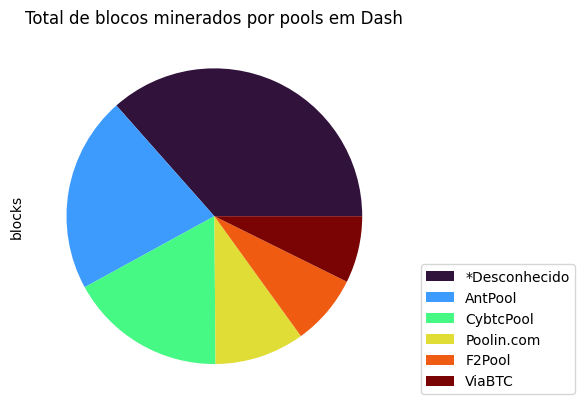 Total de blocos minerados por pools em Dash
blocks
*Desconhecido
AntPool
CybtcPool
Poolin.com
F2Pool
ViaBTC